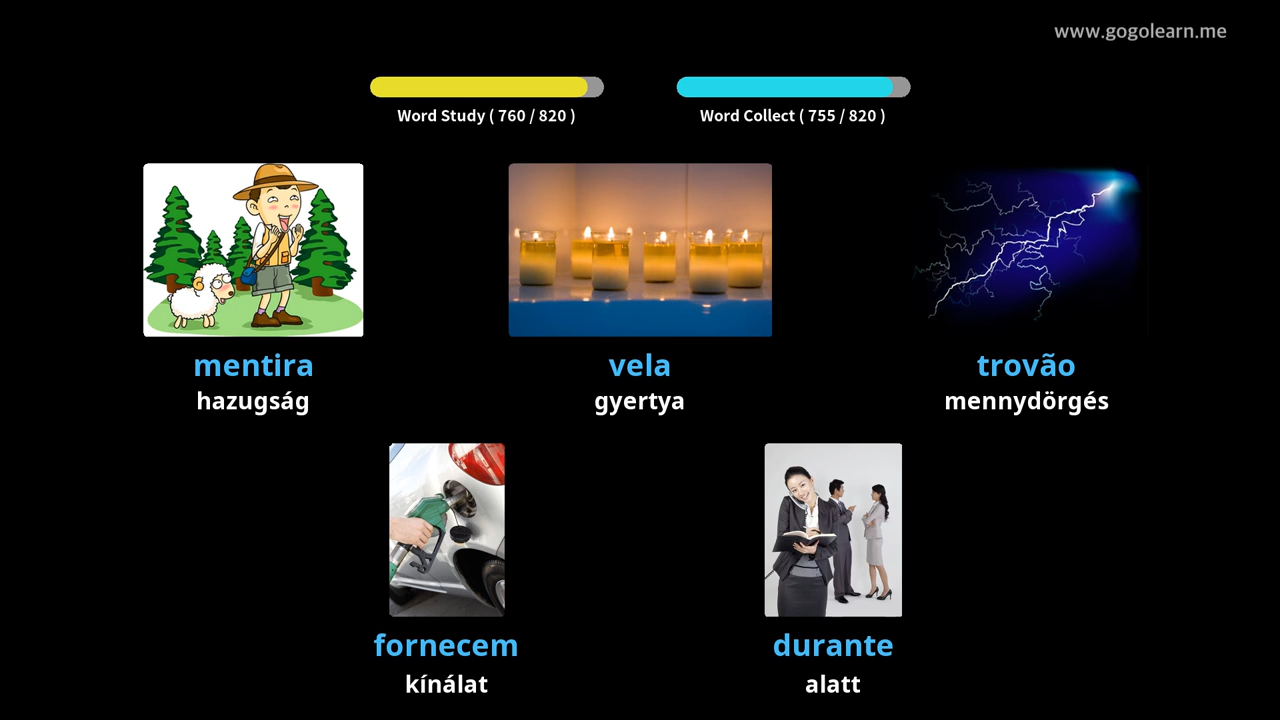 www.gogolearn.me
Word Study ( 760 / 820 )
Word Collect ( 755 / 820 )
mentira
hazugság
vela
gyertya
trovão
mennydörgés
fornecem
kínálat
durante
alatt